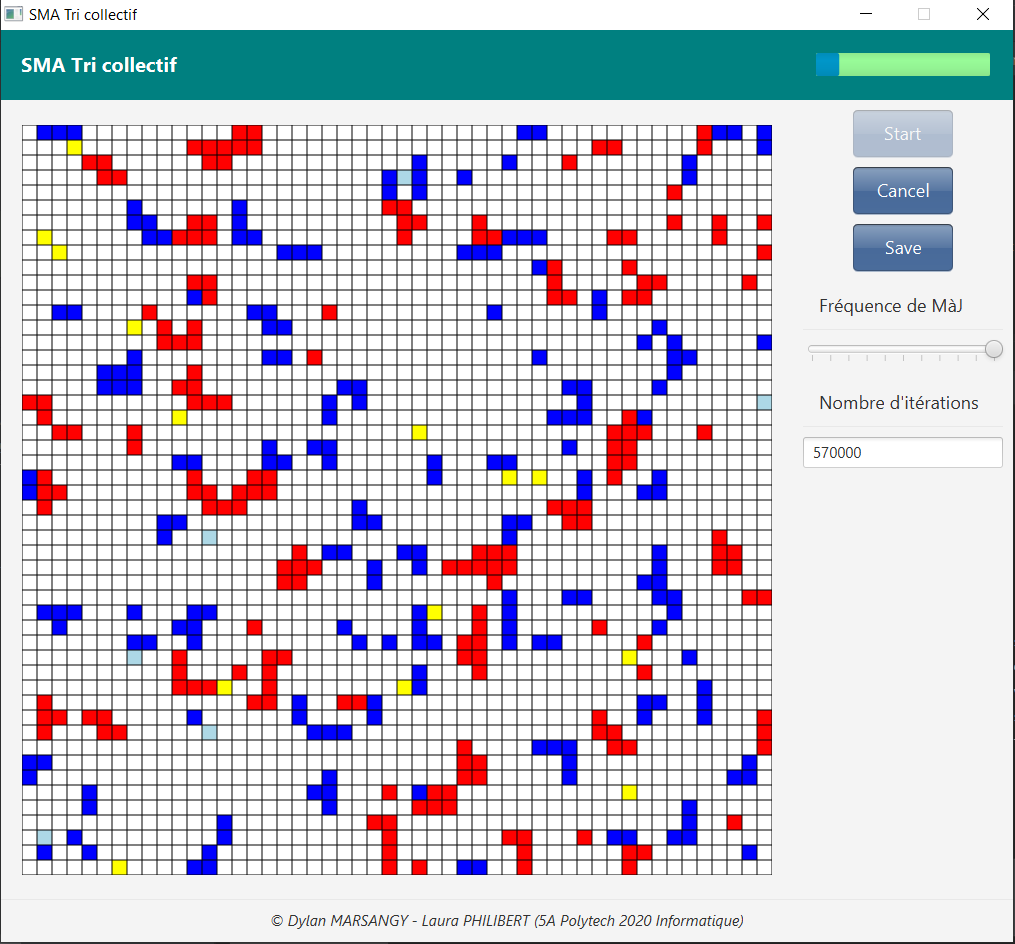 SMA Tri collectif
SMA Tri collectif
Start
Cancel
Save
Fréquence de MàJ
Nombre d'itérations
570000
© Dylan MARSANGY - Laura PHILIBERT (5A Polytech 2020 Informatique)